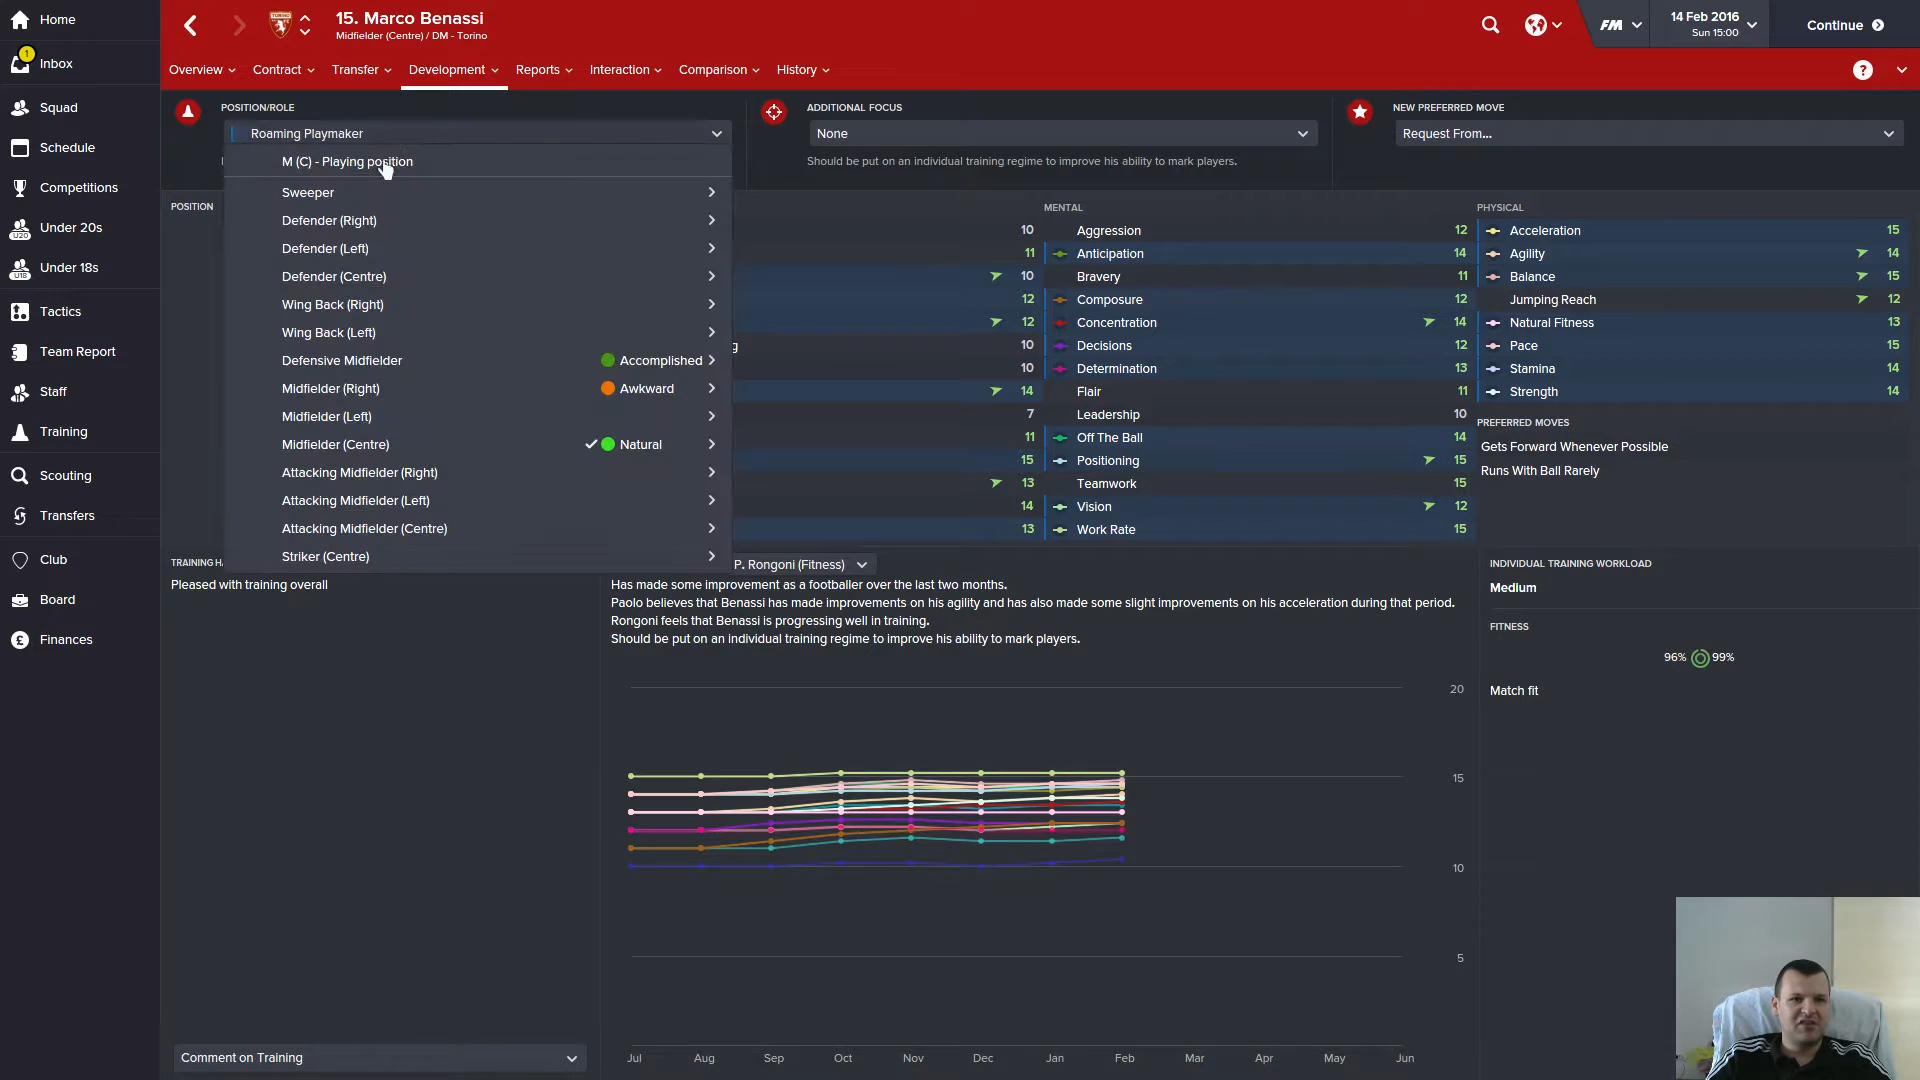 Home
1
Inbox
Squad
Schedule
Competitions
U20
Under 20s
U18
Under 18s
Tactics
Team Report
Staff
Training
Scouting
Transfers
Club
Board
Finances
15. Marco Benassi
Midfielder (Centre) / DM - Torino
FM
14 Feb 2016
Sun 15:00
Continue
Overview
Contract
Transfer
Development
Reports
Interaction
Comparison
History
?
POSITION/ROLE
Roaming Playmaker
ADDITIONAL FOCUS
None
Should be put on an individual training regime to improve his ability to mark players.
NEW PREFERRED MOVE
Request From...
M (C) - Playing position
Sweeper
Defender (Right)
Defender (Left)
Defender (Centre)
Wing Back (Right)
Wing Back (Left)
Defensive Midfielder Accomplished
Midfielder (Right) Awkward
Midfielder (Left)
Midfielder (Centre) Natural
Attacking Midfielder (Right)
Attacking Midfielder (Left)
Attacking Midfielder (Centre)
Striker (Centre)
POSITION
10
11
10
12
12
10
10
14
7
11
15
13
14
13
MENTAL
Aggression 12
Anticipation 14
Bravery 11
Composure 12
Concentration 14
Decisions 12
Determination 13
Flair 11
Leadership 10
Off The Ball 14
Positioning 15
Teamwork 15
Vision 12
Work Rate 15
PHYSICAL
Acceleration 15
Agility 14
Balance 15
Jumping Reach 12
Natural Fitness 13
Pace 15
Stamina 14
Strength 14
PREFERRED MOVES
Gets Forward Whenever Possible
Runs With Ball Rarely
TRAINING
Pleased with training overall
P. Rongoni (Fitness)
Has made some improvement as a footballer over the last two months.
Paolo believes that Benassi has made improvements on his agility and has also made some slight improvements on his acceleration during that period.
Rongoni feels that Benassi is progressing well in training.
Should be put on an individual training regime to improve his ability to mark players.
INDIVIDUAL TRAINING WORKLOAD
Medium
FITNESS
96% 99%
Match fit
20
15
10
5
Jul Aug Sep Oct Nov Dec Jan Feb Mar Apr May Jun
Comment on Training